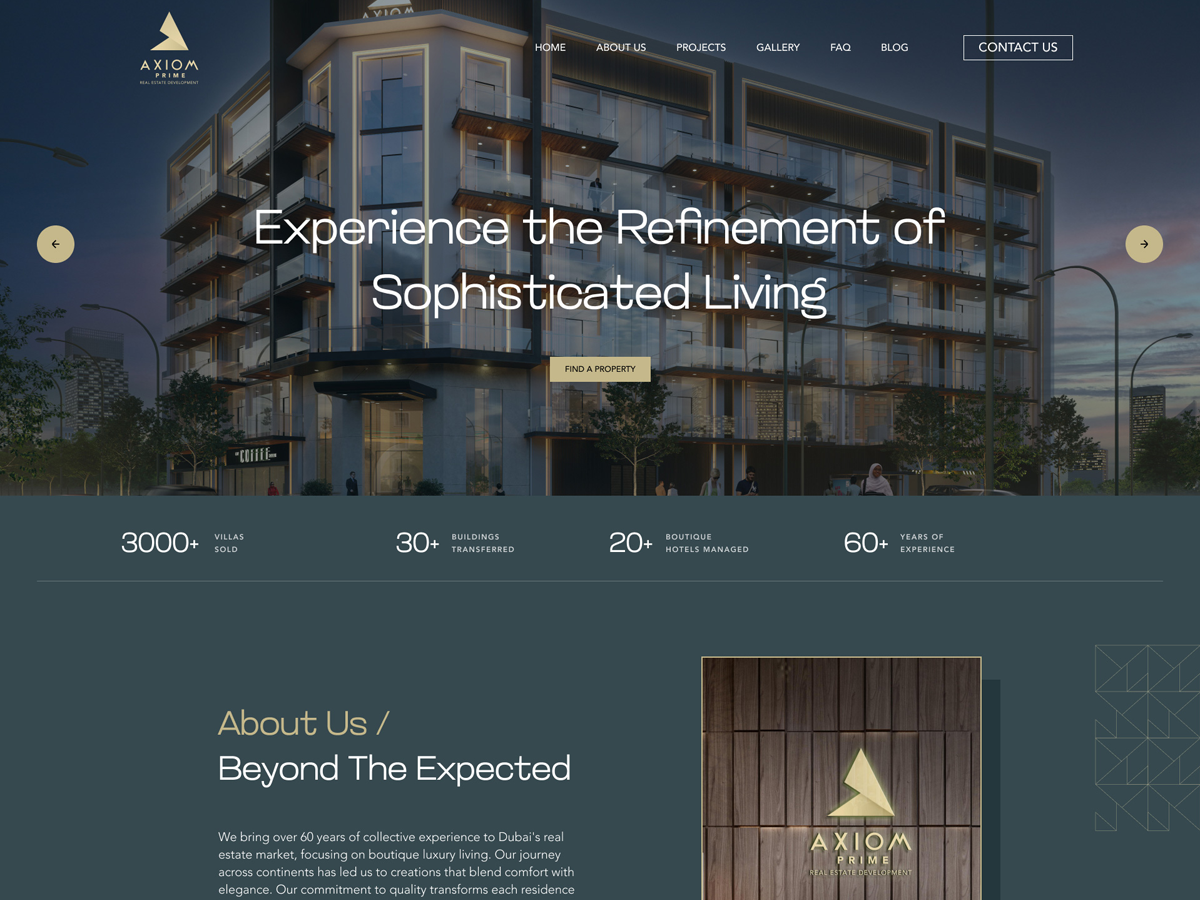 AXIOM
AXIOM
PRIME
REAL ESTATE DEVELOPMENT
HOME
ABOUT US
PROJECTS
GALLERY
FAQ
BLOG
CONTACT US
Experience the Refinement of
Sophisticated Living
FIND A PROPERTY
COFFEE
3000+
VILLAS
SOLD
30+
BUILDINGS
TRANSFERRED
20+
BOUTIQUE
HOTELS MANAGED
60+
YEARS OF
EXPERIENCE
About Us /
Beyond The Expected
We bring over 60 years of collective experience to Dubai's real
estate market, focusing on boutique luxury living. Our journey
across continents has led us to creations that blend comfort with
elegance. Our commitment to quality transforms each residence
AXIOM
PRIME
REAL ESTATE DEVELOPMENT